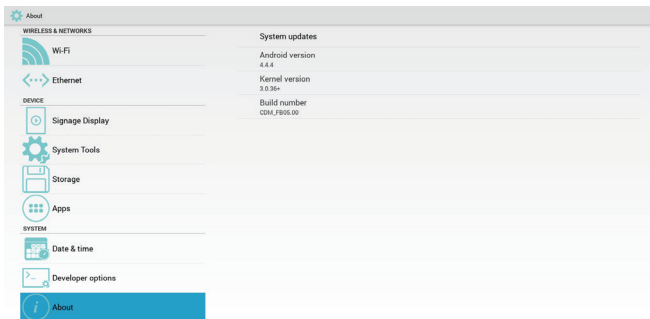 About
WIRELESS & NETWORKS
Wi-Fi
Ethernet
DEVICE
Signage Display
System Tools
Storage
Apps
SYSTEM
Date & time
Developer options
About
System updates
Android version
4.4.4
Kernel version
3.0.36+
Build number
CDM_FB05.00